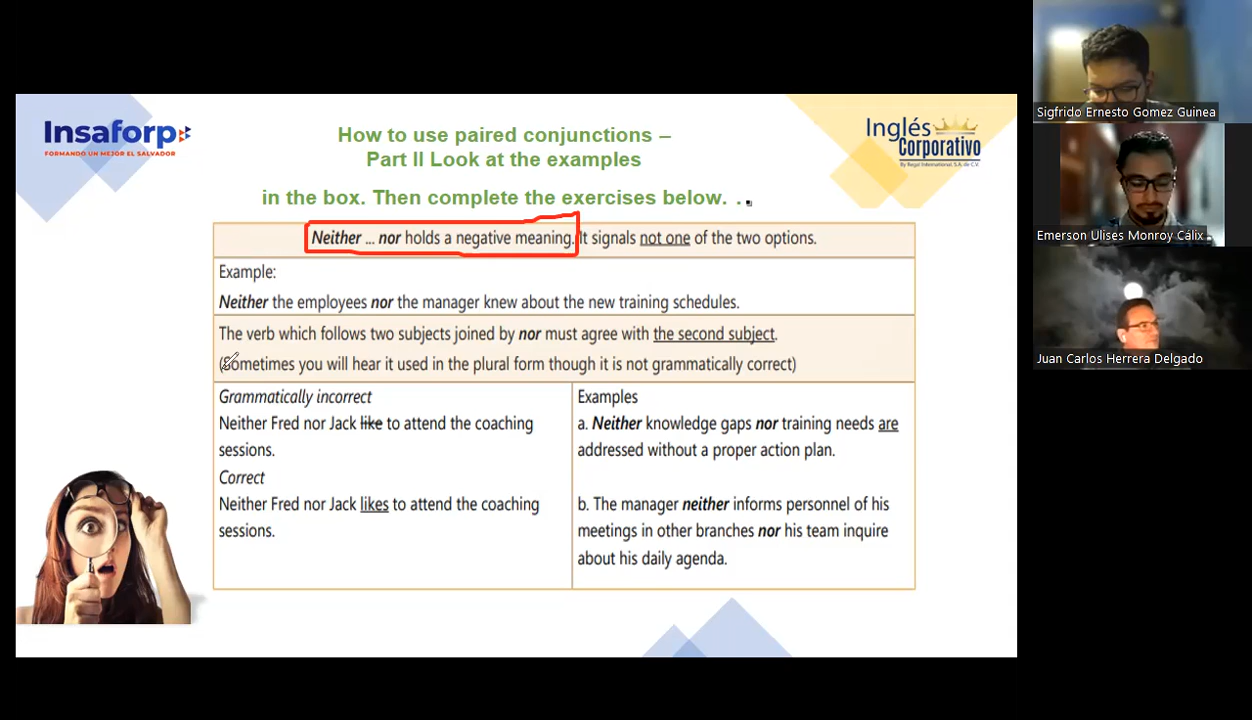 Insaforp
FORMANDO UN MEJOR EL SALVADOR
How to use paired conjunctions –
Part II Look at the examples
in the box. Then complete the exercises below. . .
Inglés
Corporativo
By Regal International, S.A. de C.V.
Neither ... nor holds a negative meaning. It signals not one of the two options.
Example:
Neither the employees nor the manager knew about the new training schedules.
The verb which follows two subjects joined by nor must agree with the second subject.
(Sometimes you will hear it used in the plural form though it is not grammatically correct)
Grammatically incorrect
Neither Fred nor Jack like to attend the coaching
sessions.
Correct
Neither Fred nor Jack likes to attend the coaching
sessions.
Examples
a. Neither knowledge gaps nor training needs are
addressed without a proper action plan.
b. The manager neither informs personnel of his
meetings in other branches nor his team inquire
about his daily agenda.
Sigfrido Ernesto Gomez Guinea
Emerson Ulises Monroy Cálix
Juan Carlos Herrera Delgado